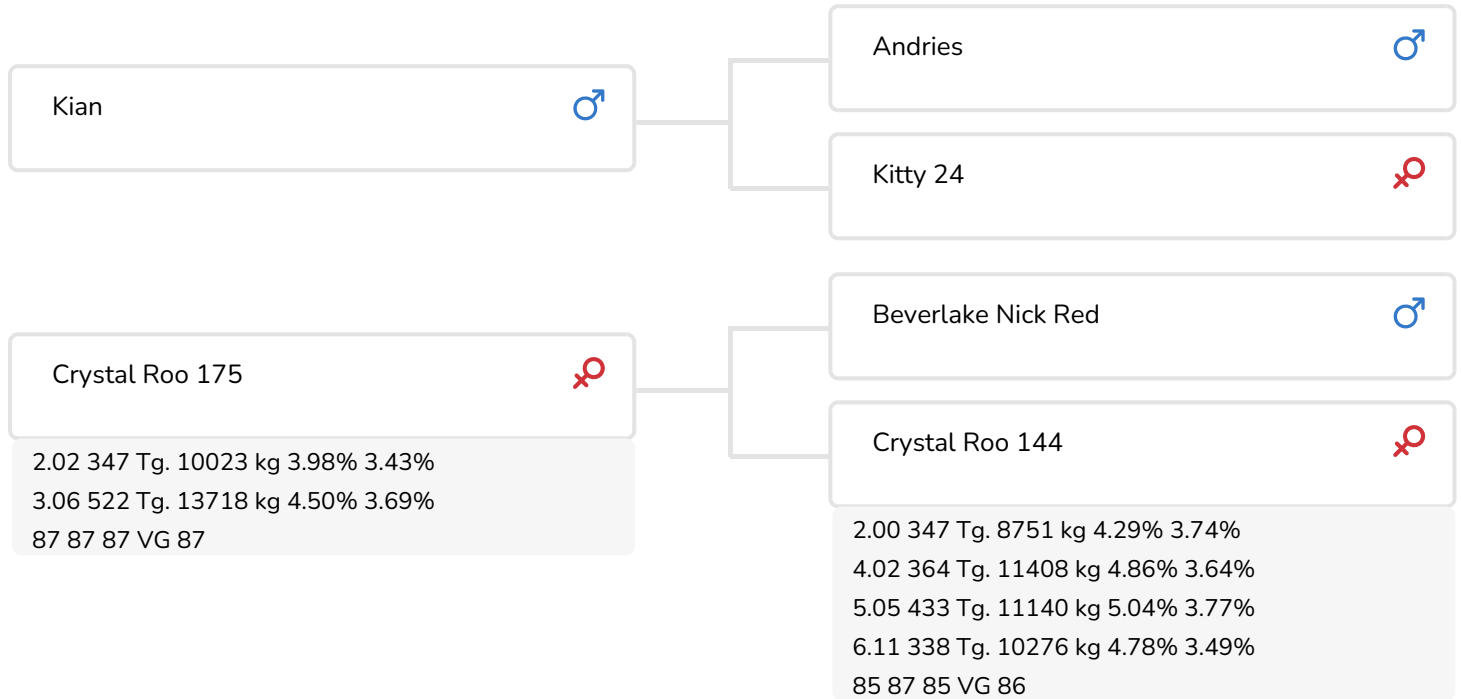 Andries
Kian
Kitty 24
Beverlake Nick Red
Crystal Roo 175
2.02 347 Tg. 10023 kg 3.98% 3.43%
3.06 522 Tg. 13718 kg 4.50% 3.69%
87 87 87 VG 87
Crystal Roo 144
2.00 347 Tg. 8751 kg 4.29% 3.74%
4.02 364 Tg. 11408 kg 4.86% 3.64%
5.05 433 Tg. 11140 kg 5.04% 3.77%
6.11 338 Tg. 10276 kg 4.78% 3.49%
85 87 85 VG 86